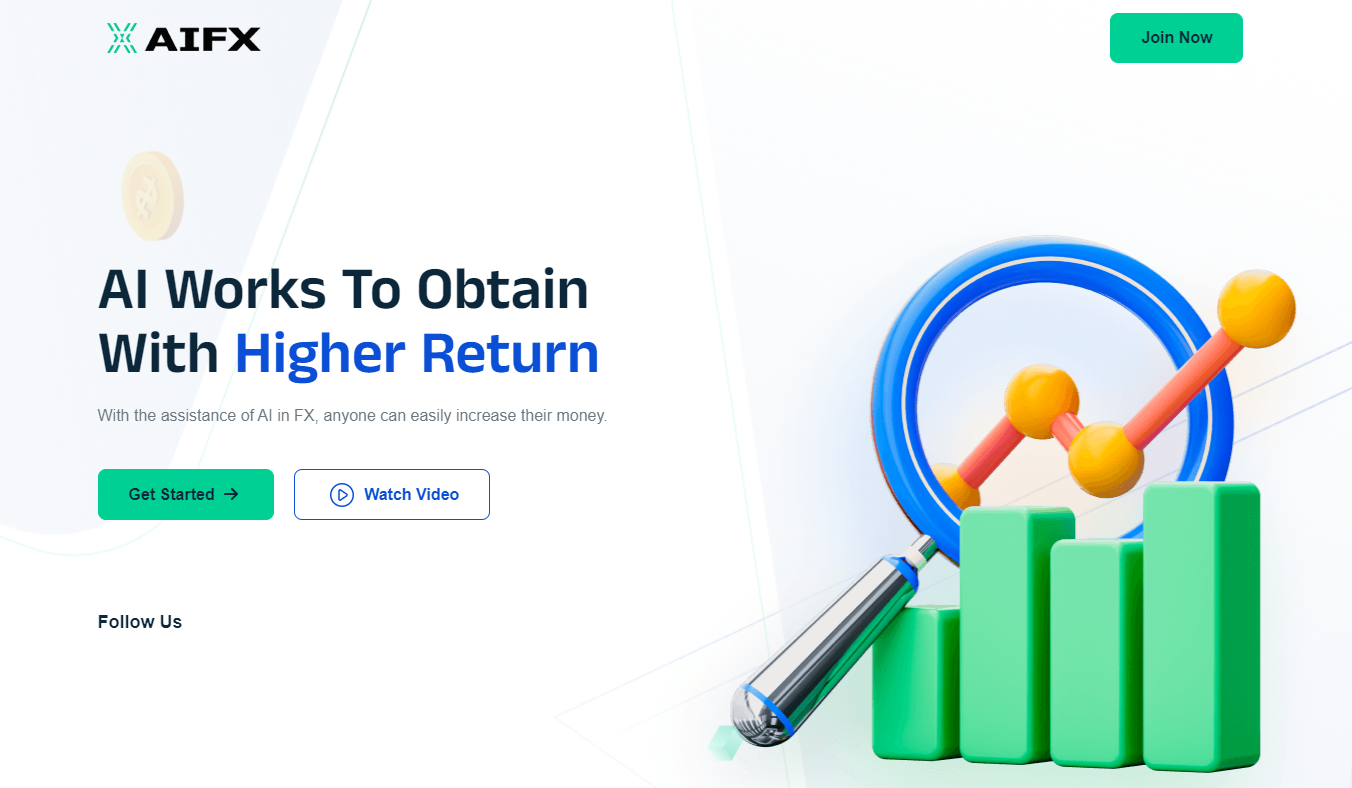 AIFX
Join Now
AI Works To Obtain
With Higher Return
With the assistance of AI in FX, anyone can easily increase their money.
Get Started
Watch Video
Follow Us